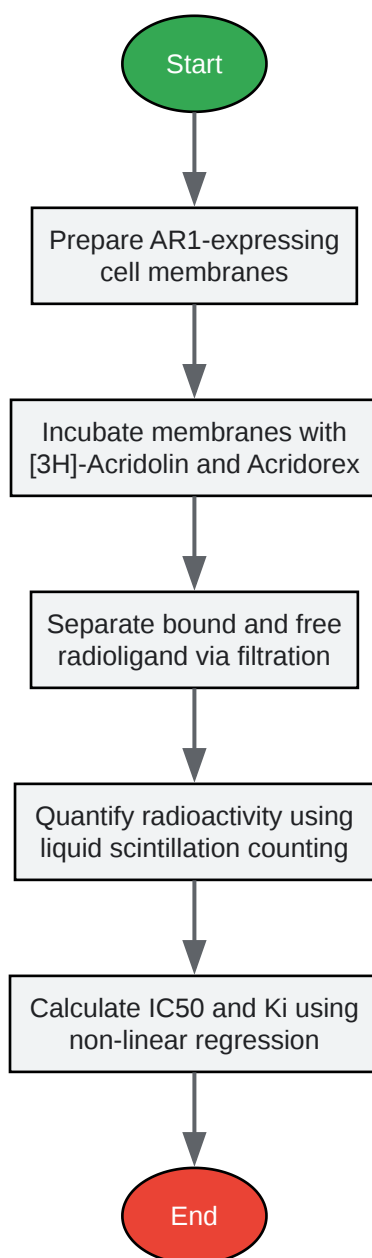 Start
Prepare AR1-expressing
cell membranes
Incubate membranes with
[3H]-Acridolin and Acridorex
Separate bound and free
radioligand via filtration
Quantify radioactivity using
liquid scintillation counting
Calculate IC50 and Ki using
non-linear regression
End